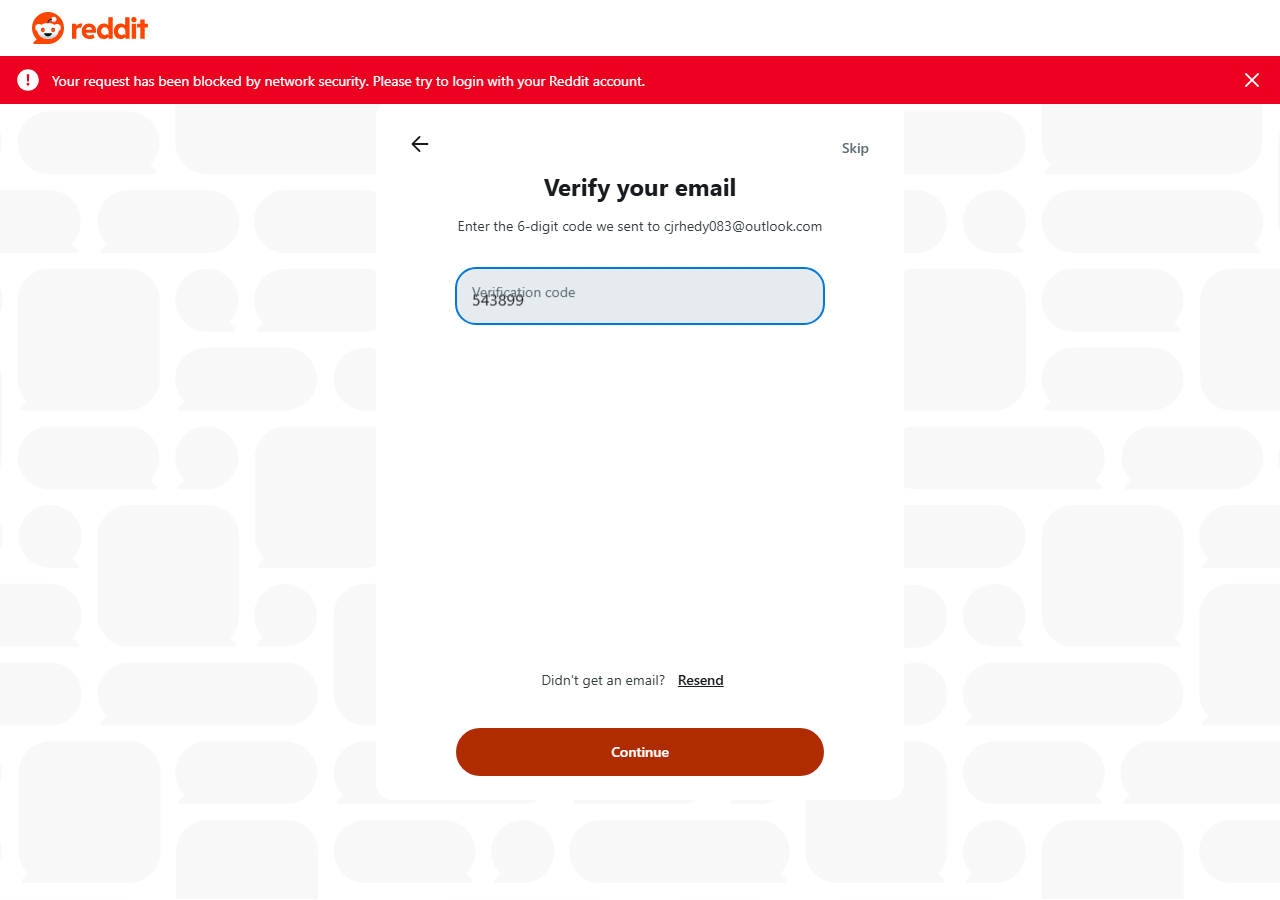 reddit
Your request has been blocked by network security. Please try to login with your Reddit account.
Skip
Verify your email
Enter the 6-digit code we sent to cjrhedy083@outlook.com
Verification code
543899
Didn't get an email? Resend
Continue